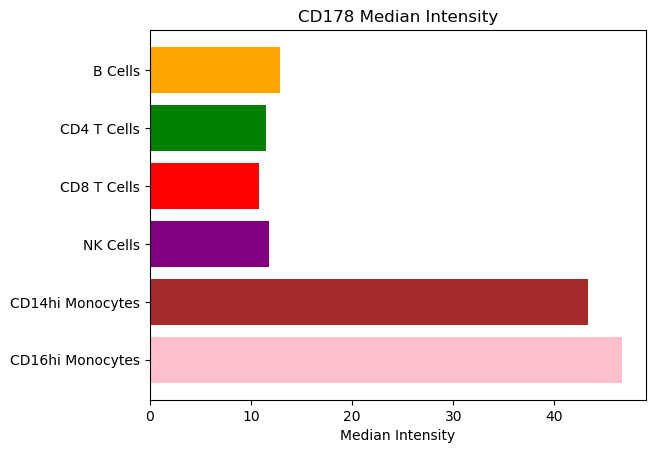 CD178 Median Intensity
B Cells
CD4 T Cells
CD8 T Cells
NK Cells
CD14hi Monocytes
CD16hi Monocytes
0 10 20 30 40
Median Intensity